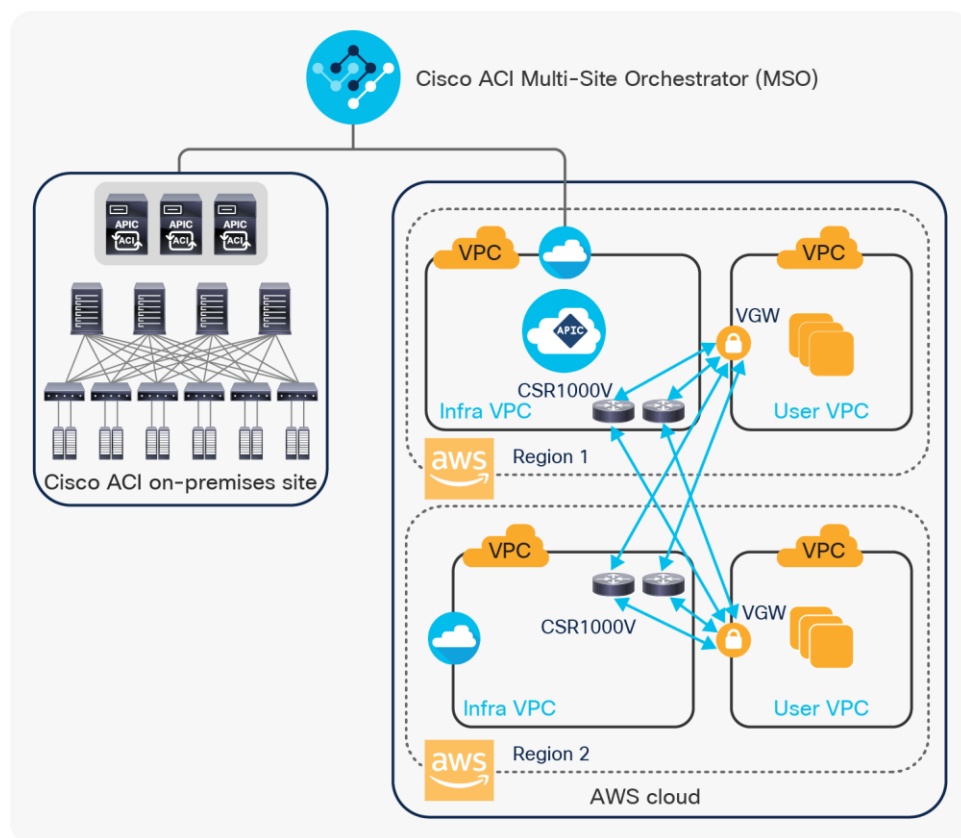 Cisco ACI Multi-Site Orchestrator (MSO)
APIC
ACI
APIC
ACI
APIC
ACI
Cisco ACI on-premises site
VPC
VPC
APIC
VGW
CSR1000V
Infra VPC
User VPC
aws
Region 1
VPC
VPC
CSR1000V
VGW
Infra VPC
User VPC
aws
Region 2
AWS cloud